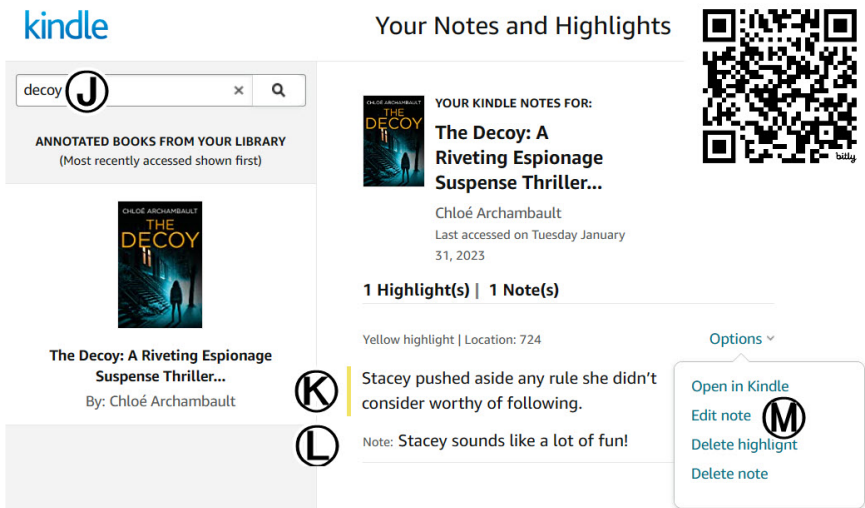 kindle
Your Notes and Highlights
bitly
decoy J ×
ANNOTATED BOOKS FROM YOUR LIBRARY
(Most recently accessed shown first)
CHLOÉ ARCHAMBAULT
THE
DECOY
The Decoy: A Riveting Espionage
Suspense Thriller...
By: Chloé Archambault
CHLOÉ ARCHAMBAULT
THE
DECOY
YOUR KINDLE NOTES FOR:
The Decoy: A
Riveting Espionage
Suspense Thriller...
Chloé Archambault
Last accessed on Tuesday January
31, 2023
1 Highlight(s) | 1 Note(s)
Yellow highlight | Location: 724
Options
K
Stacey pushed aside any rule she didn't
consider worthy of following.
L
Note: Stacey sounds like a lot of fun!
Open in Kindle
Edit note M
Delete highlight
Delete note